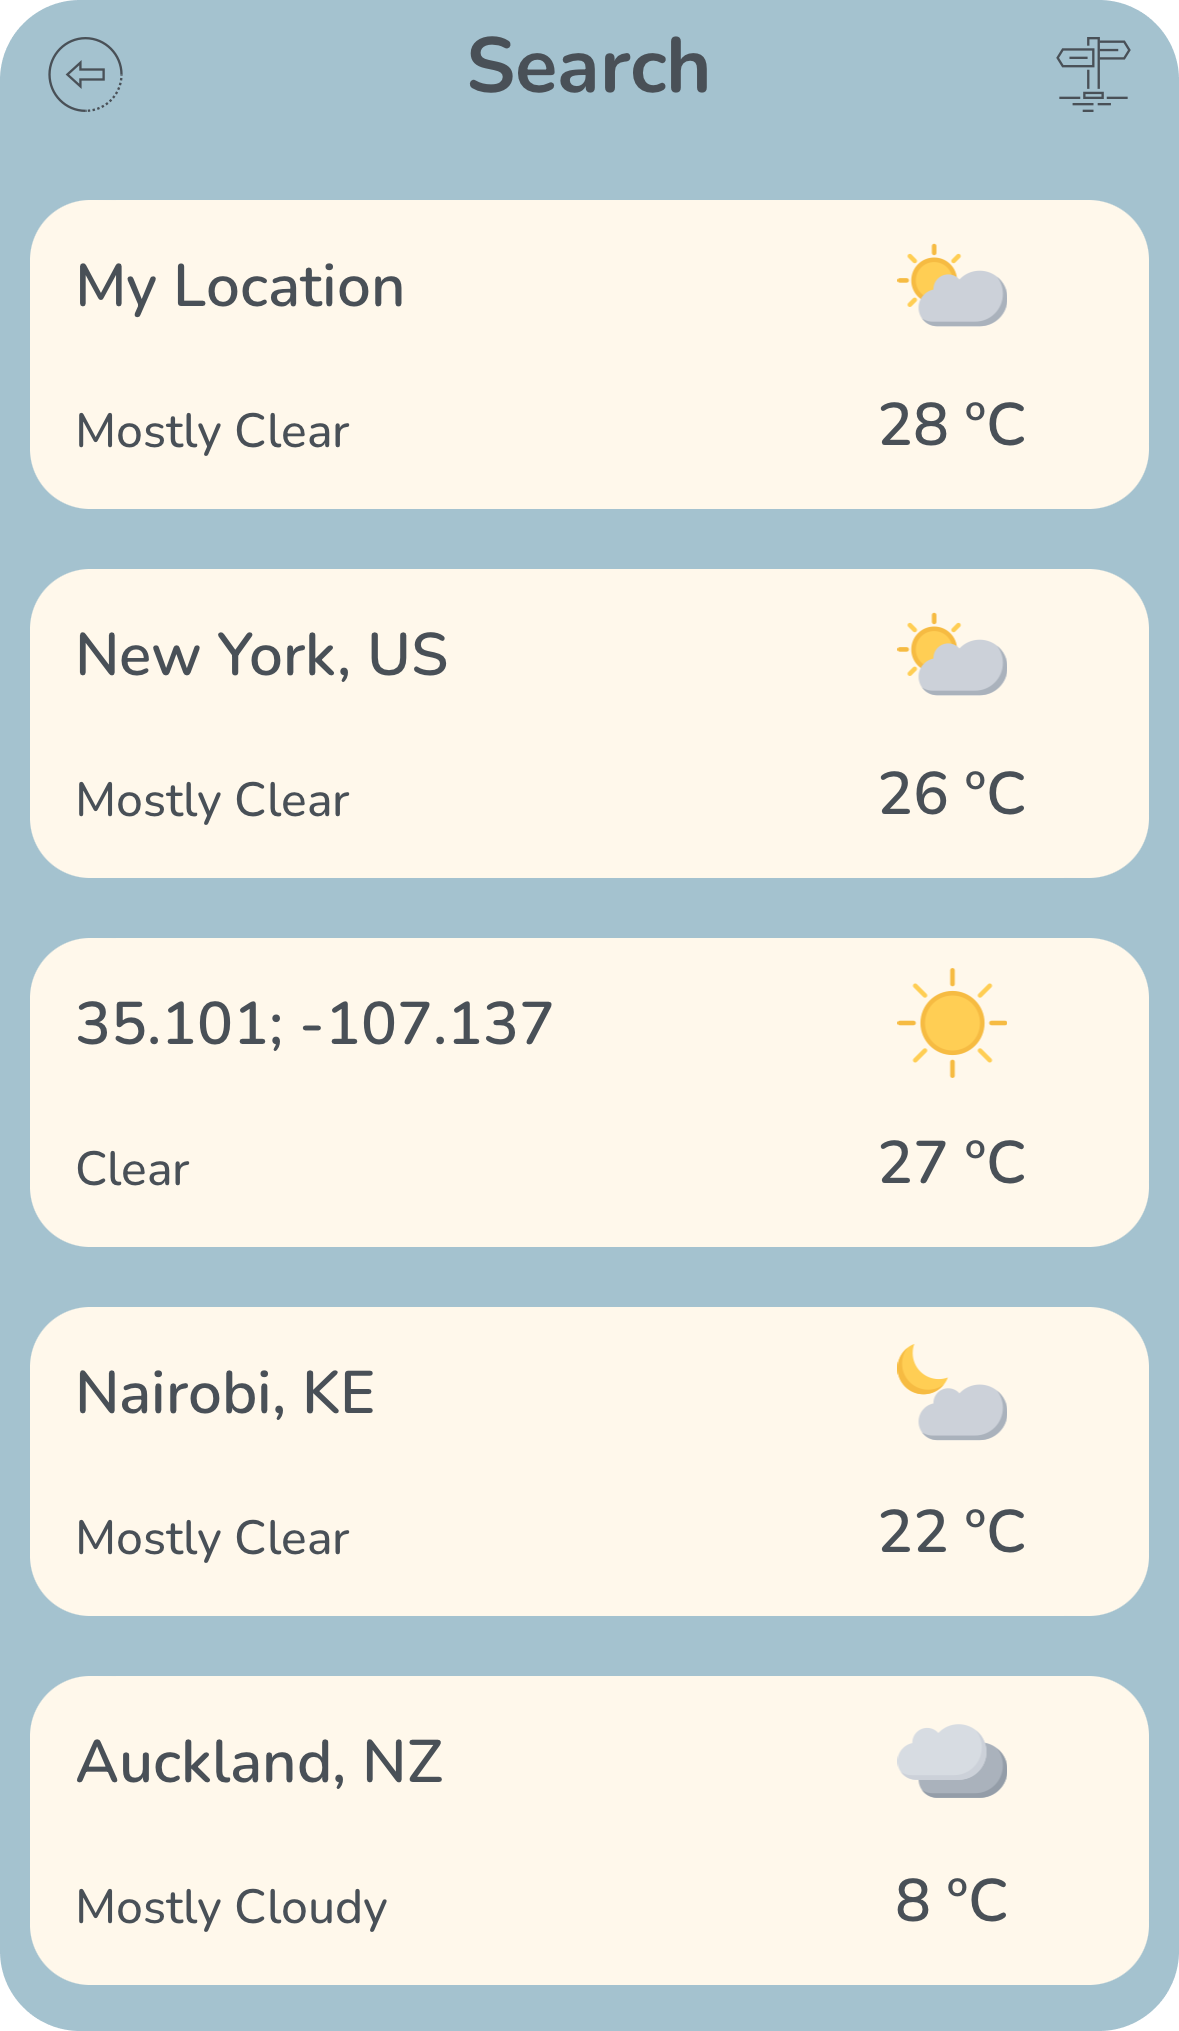 Search
My Location
Mostly Clear
28 °C
New York, US
Mostly Clear
26 °C
35.101; -107.137
Clear
27 °C
Nairobi, KE
Mostly Clear
22 °C
Auckland, NZ
Mostly Cloudy
8 °C